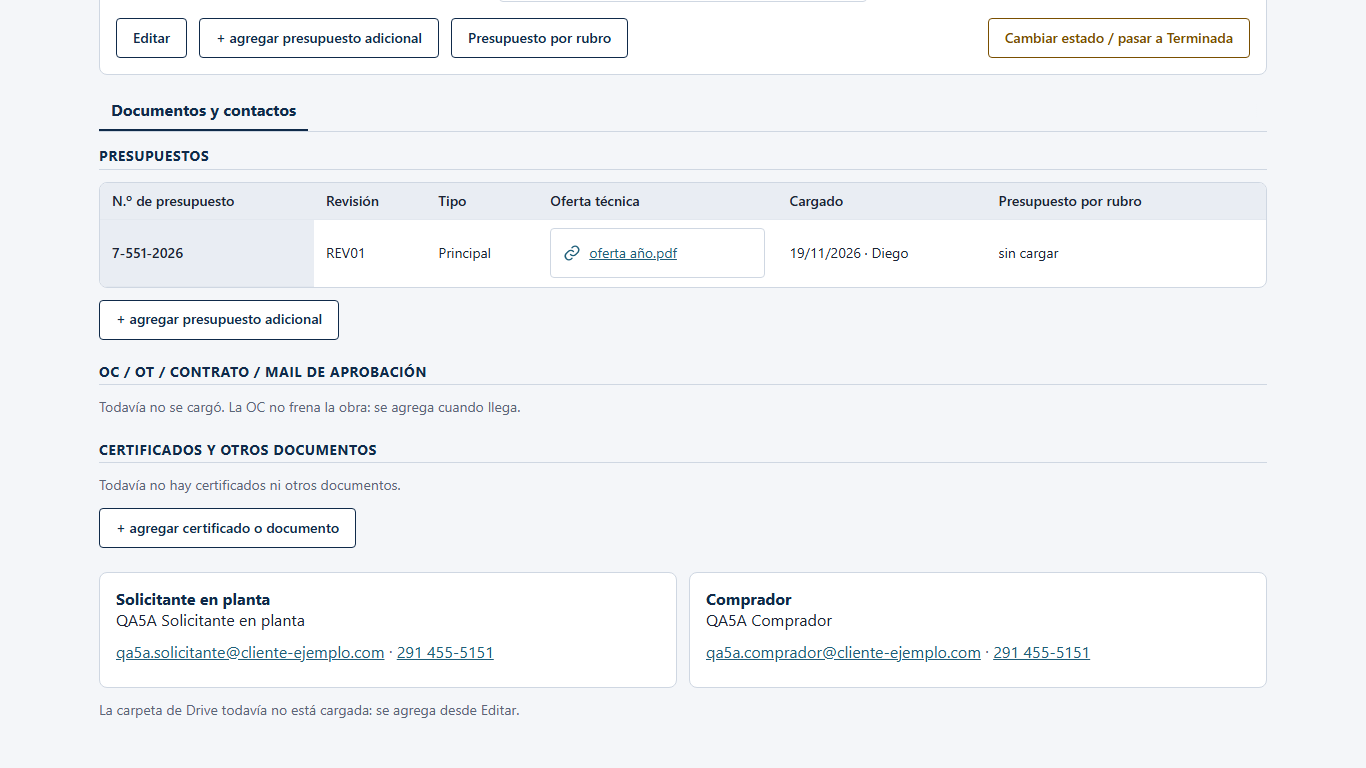 Editar
+ agregar presupuesto adicional
Presupuesto por rubro
Cambiar estado / pasar a Terminada
Documentos y contactos
PRESUPUESTOS
N.º de presupuesto Revisión Tipo Oferta técnica Cargado Presupuesto por rubro
7-551-2026 REV01 Principal oferta año.pdf 19/11/2026 · Diego sin cargar
+ agregar presupuesto adicional
OC / OT / CONTRATO / MAIL DE APROBACIÓN
Todavía no se cargó. La OC no frena la obra: se agrega cuando llega.
CERTIFICADOS Y OTROS DOCUMENTOS
Todavía no hay certificados ni otros documentos.
+ agregar certificado o documento
Solicitante en planta
QA5A Solicitante en planta
qa5a.solicitante@cliente-ejemplo.com · 291 455-5151
Comprador
QA5A Comprador
qa5a.comprador@cliente-ejemplo.com · 291 455-5151
La carpeta de Drive todavía no está cargada: se agrega desde Editar.